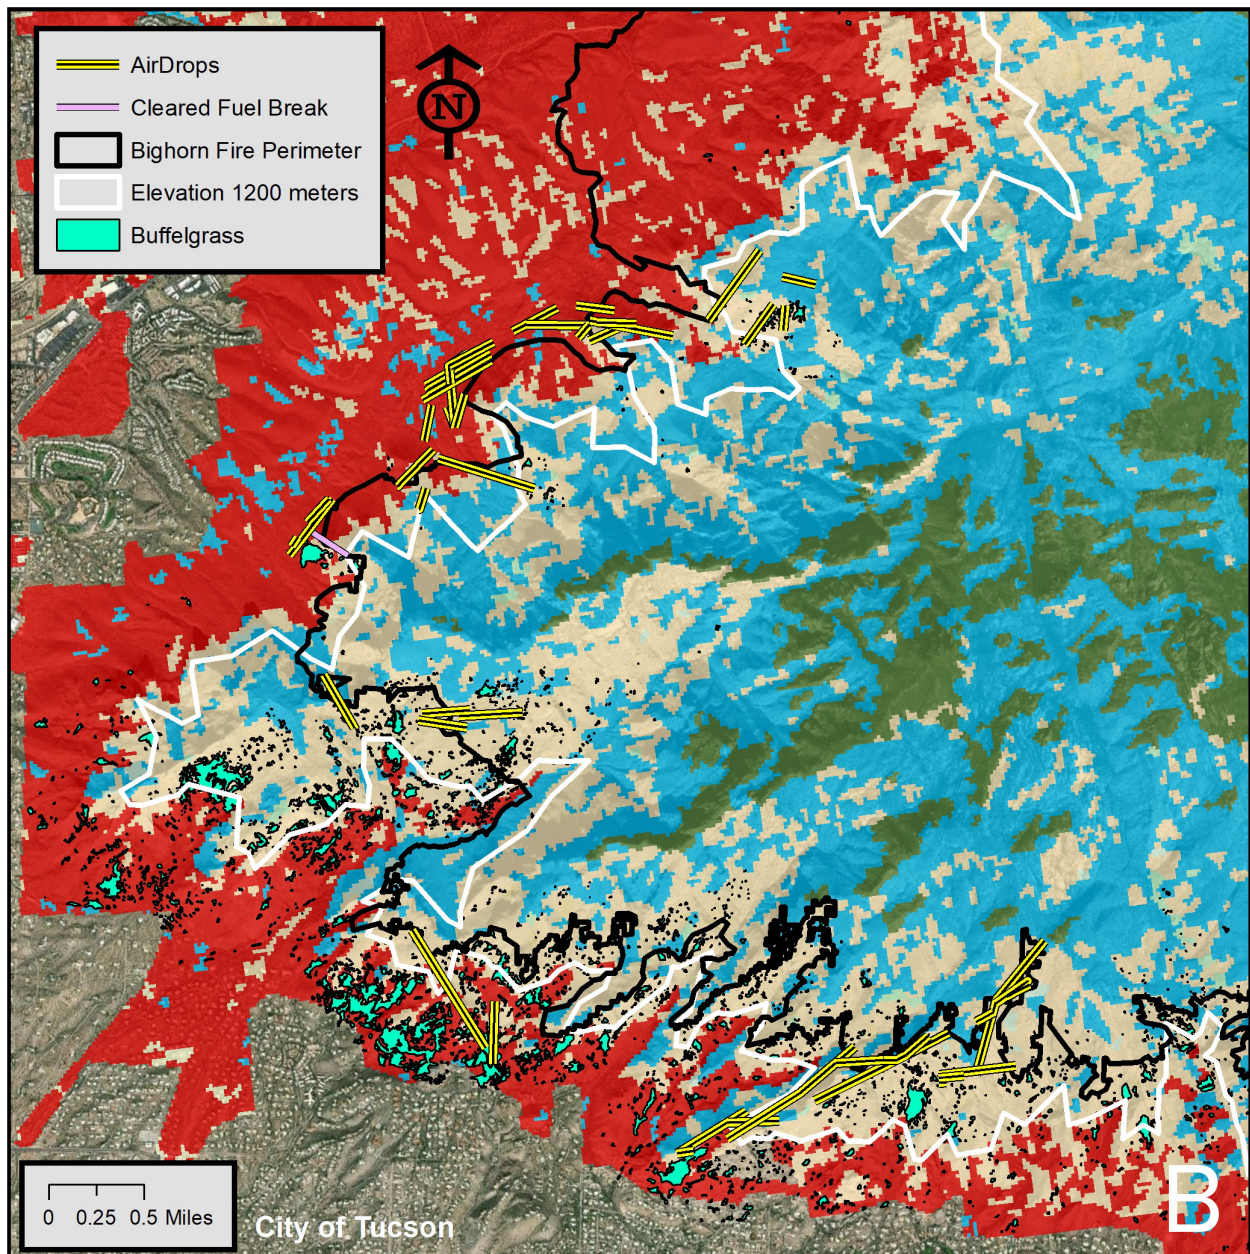 AirDrops
Cleared Fuel Break
Bighorn Fire Perimeter
Elevation 1200 meters
Buffelgrass
N
0 0.25 0.5 Miles
City of Tucson
B